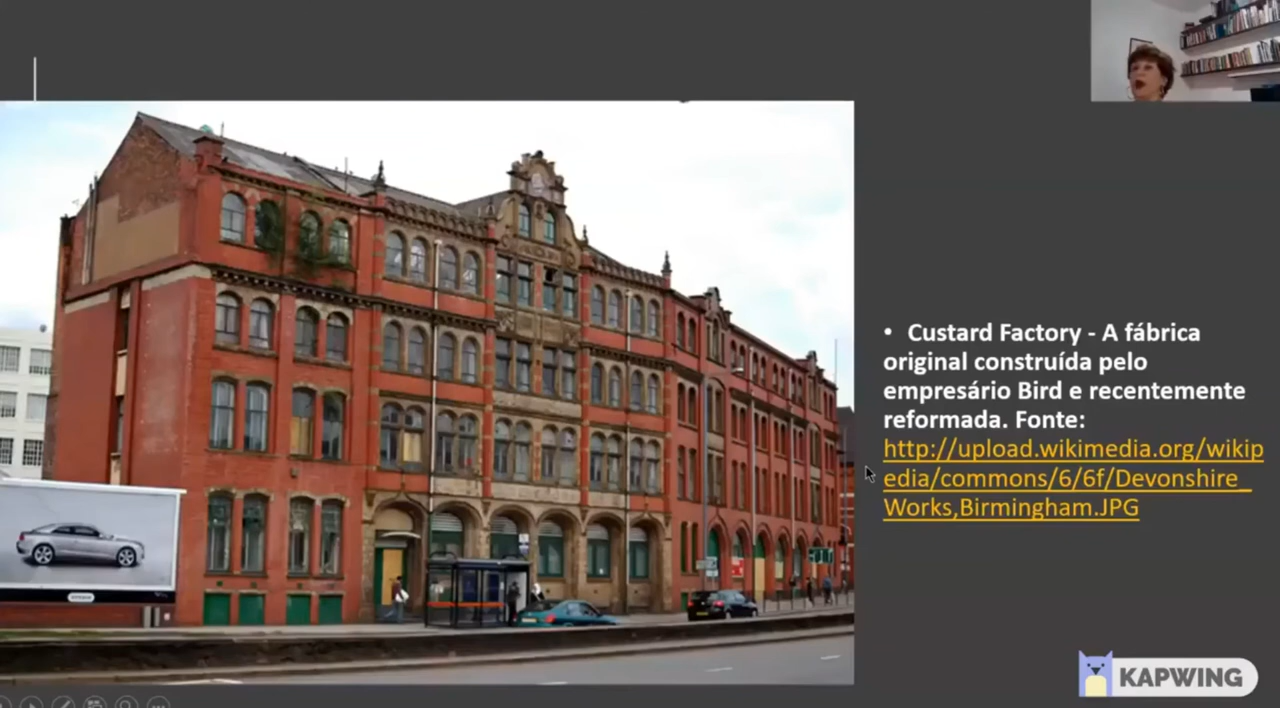 • Custard Factory - A fábrica
original construída pelo
empresário Bird e recentemente
reformada. Fonte:
http://upload.wikimedia.org/wikip
edia/commons/6/6f/Devonshire_
Works,Birmingham.JPG
KAPWING